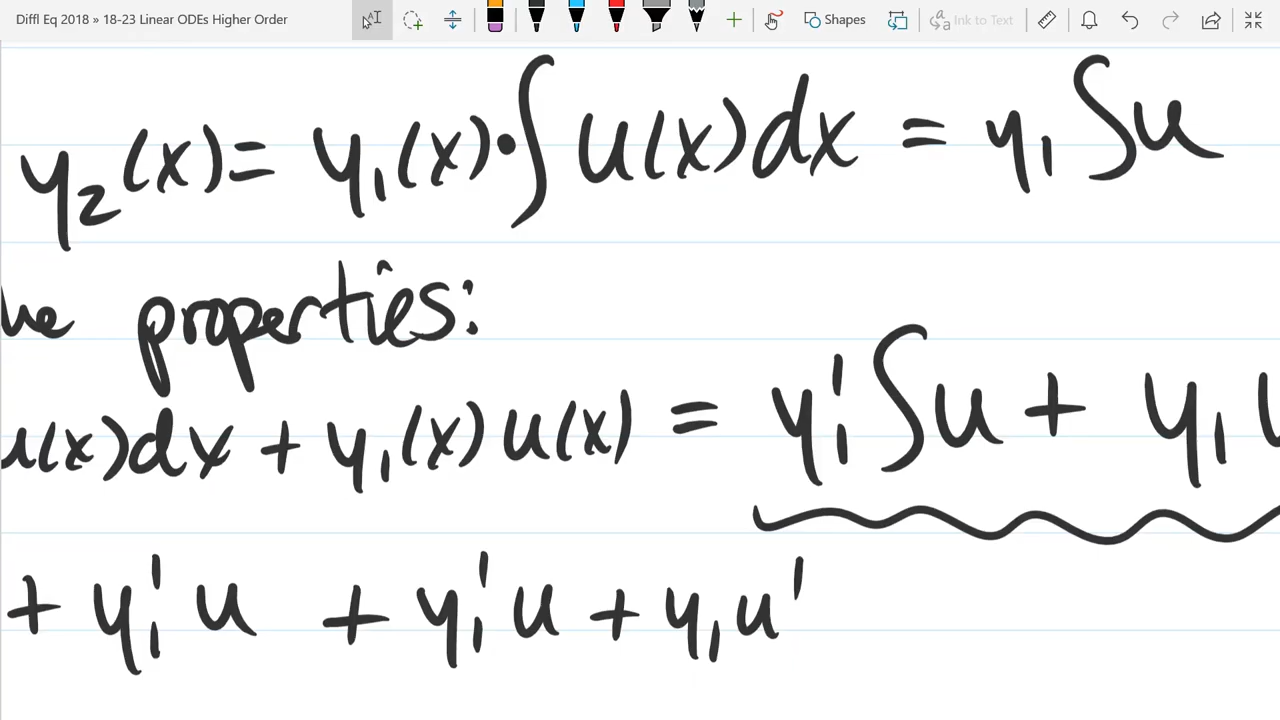 Diffl Eq 2018 » 18-23 Linear ODEs Higher Order Shapes Ink to Text
y₂(x)= y₁(x)·∫u(x)dx = y₁∫u
properties:
u(x)dx + y₁(x)u(x) = y₁'∫u + y₁
+ y₁'u + y₁'u + y₁u'